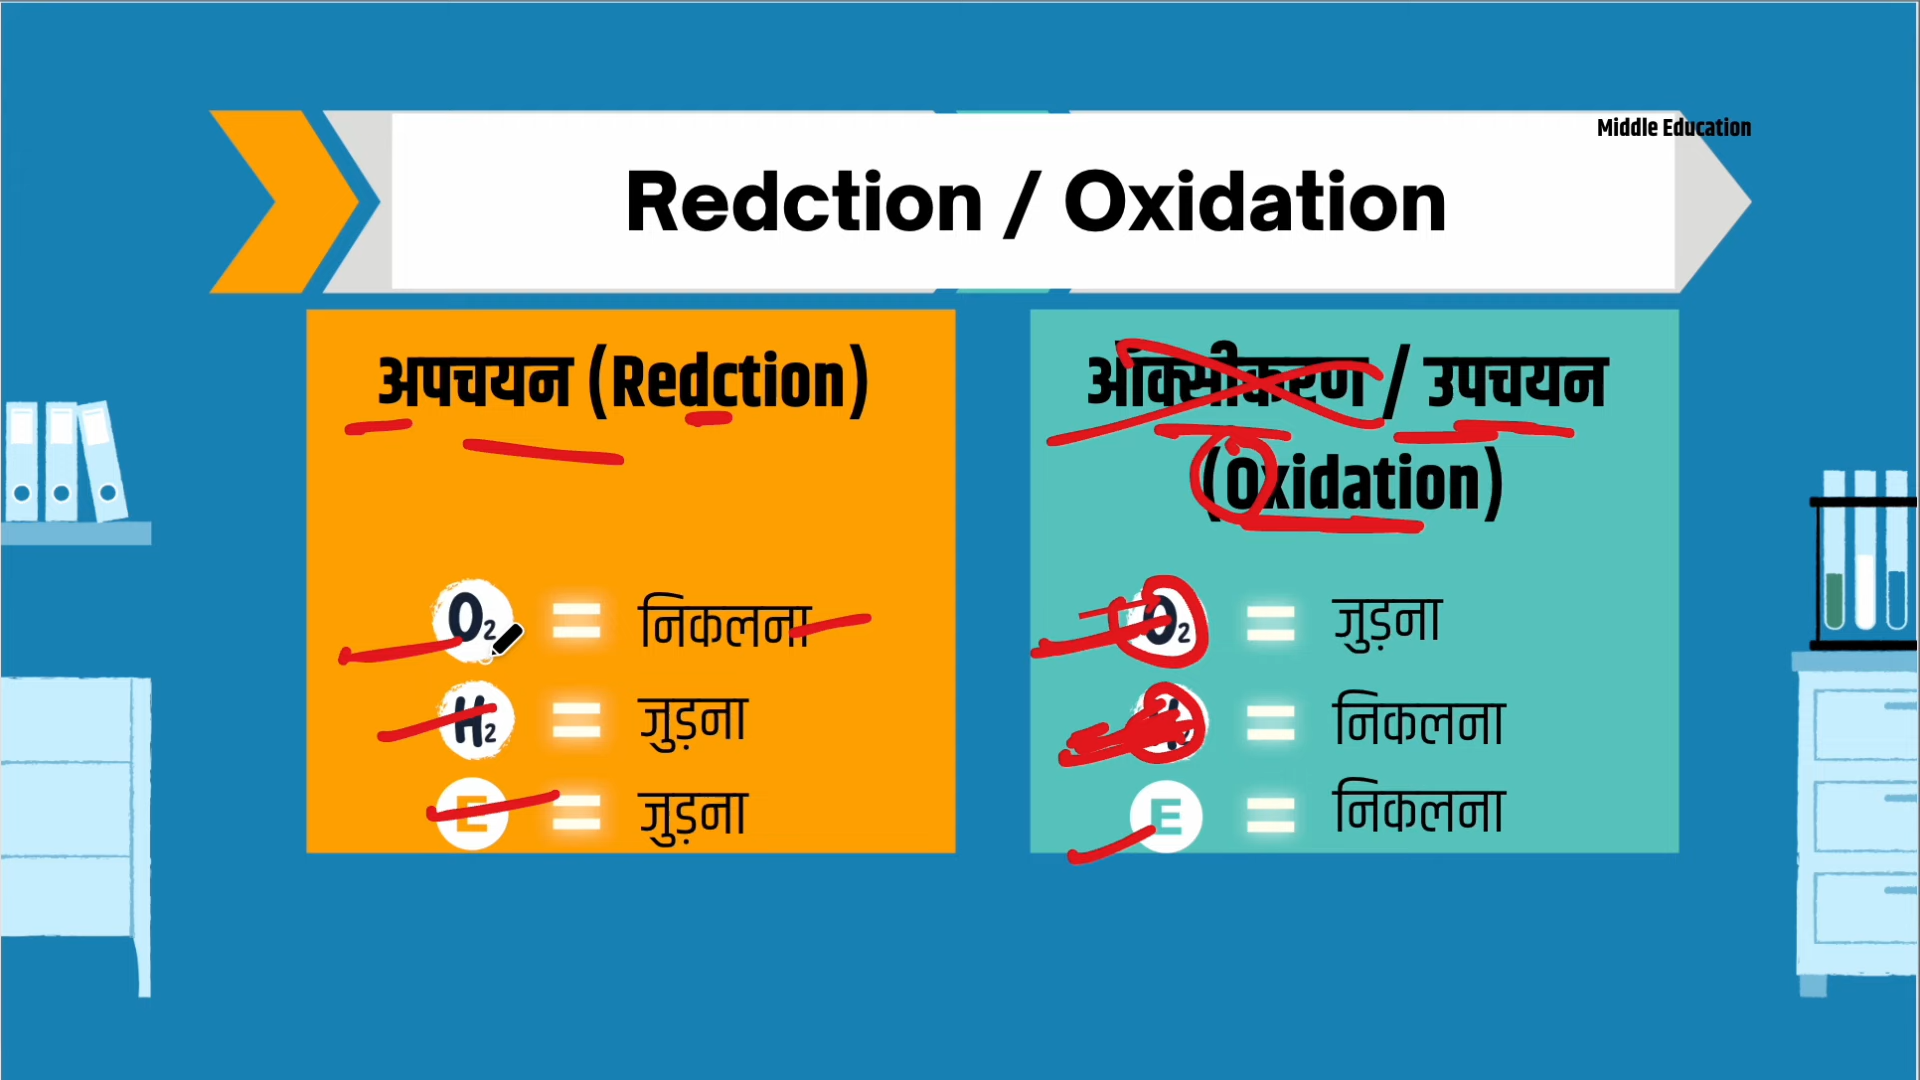 Middle Education
Redction / Oxidation
अपचयन (Redction)
O₂ = निकलना
H₂ = जुड़ना
E = जुड़ना
ऑक्सीकरण / उपचयन
(Oxidation)
O₂ = जुड़ना
= निकलना
E = निकलना